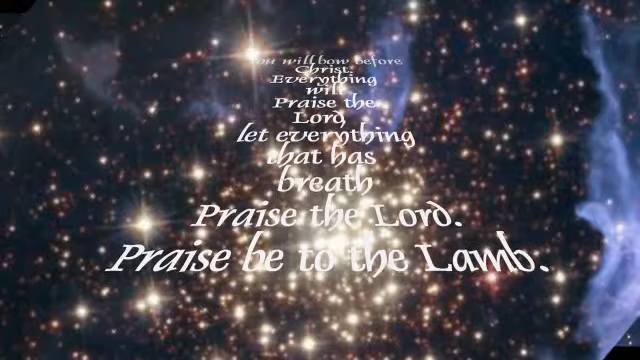 You will bow before
Christ.
Everything
will
Praise the
Lord,
let everything
that has
breath
Praise the Lord.
Praise be to the Lamb.